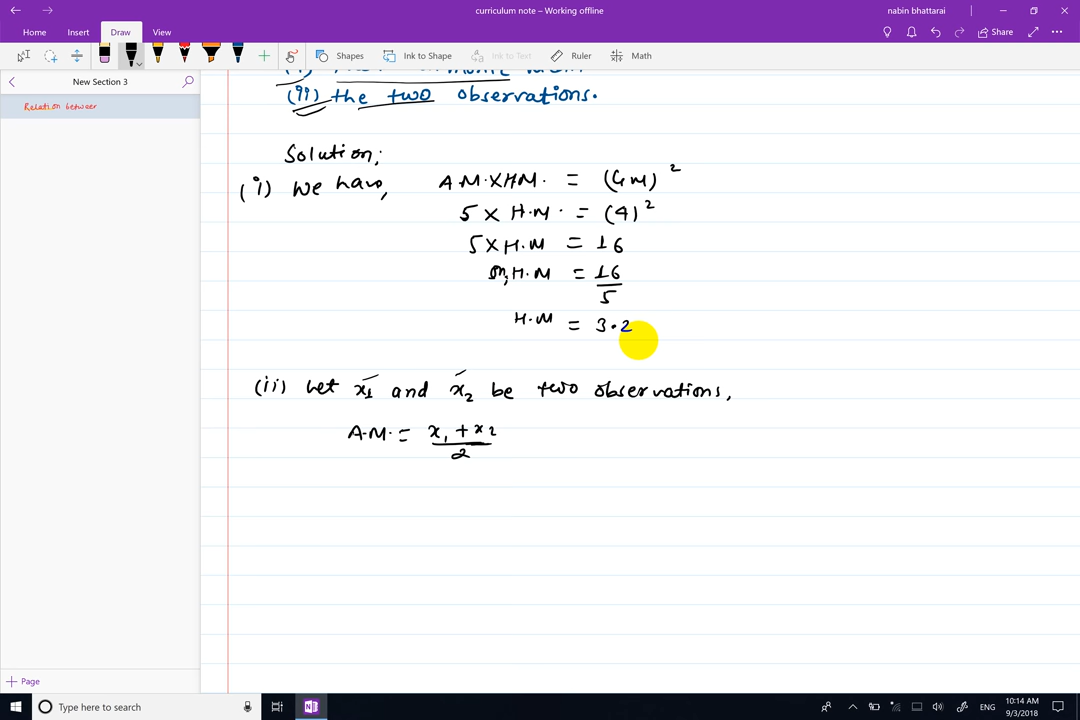 curriculum note – Working offline
nabin bhattarai
Home Insert Draw View
Share
Shapes Ink to Shape Ink to Text Ruler Math
New Section 3
Relation between
(ii) the two observations.
Solution;
(i) We have, A.M.XHM. = (GM)²
5 X H.M. = (4)²
5 X H.M = 16
or, H.M = 16/5
H.M = 3.2
(ii) Let x₁ and x₂ be two observations,
A.M. = x₁ + x₂/2
+ Page
Type here to search
ENG
10:14 AM
9/3/2018